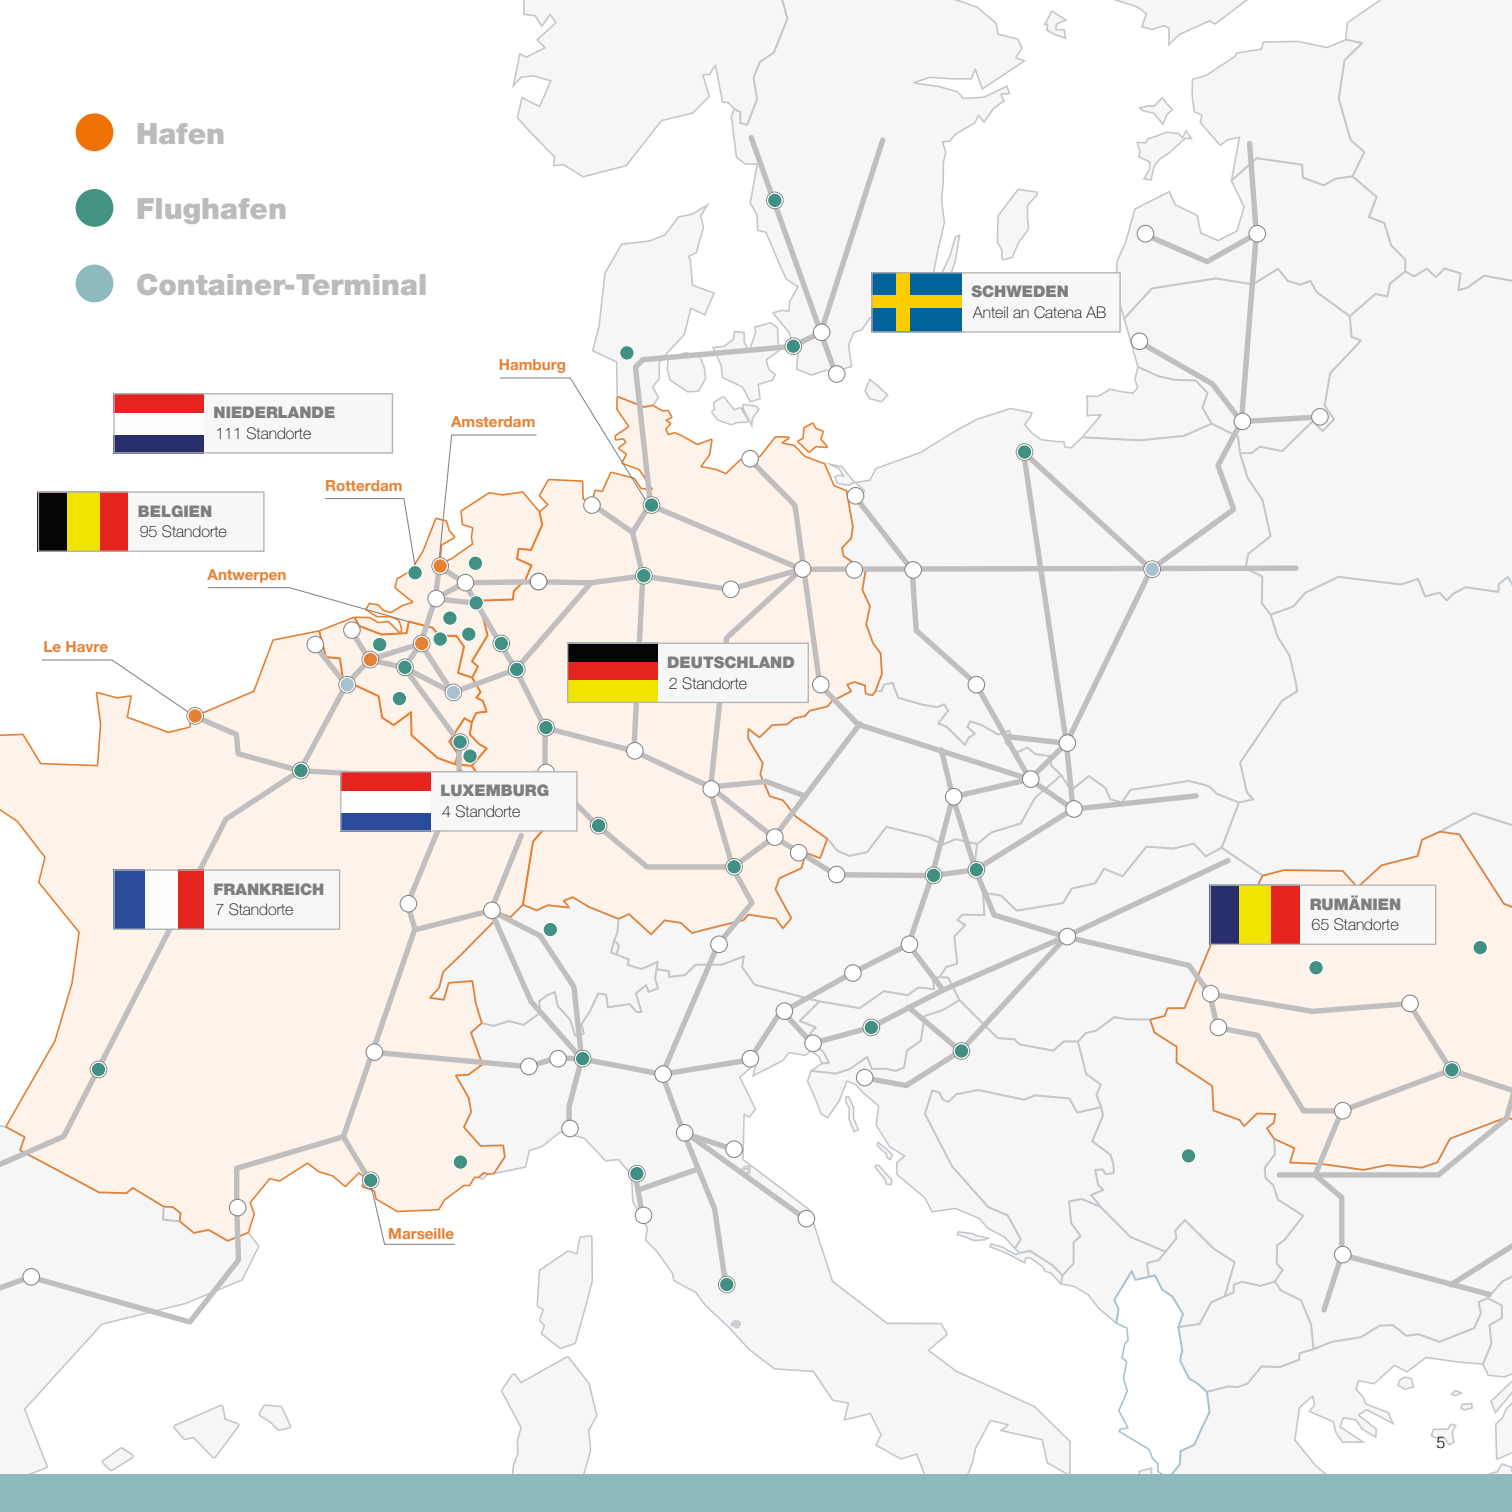 Hafen
Flughafen
Container-Terminal
SCHWEDEN
Anteil an Catena AB
Hamburg
NIEDERLANDE
111 Standorte
Amsterdam
Rotterdam
BELGIEN
95 Standorte
Antwerpen
Le Havre
DEUTSCHLAND
2 Standorte
LUXEMBURG
4 Standorte
FRANKREICH
7 Standorte
RUMÄNIEN
65 Standorte
Marseille
5